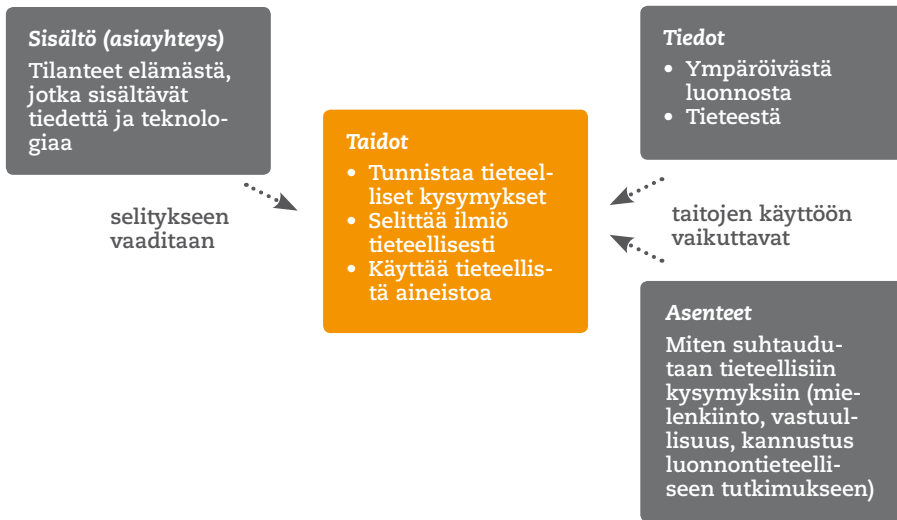 Sisältö (asiayhteys)
Tilanteet elämästä,
jotka sisältävät
tiedettä ja teknolo-
giaa
selitykseen
vaaditaan
Taidot
• Tunnistaa tieteel-
liset kysymykset
• Selittää ilmiö
tieteellisesti
• Käyttää tieteellis-
tä aineistoa
Tiedot
• Ympäröivästä
luonnosta
• Tieteestä
taitojen käyttöön
vaikuttavat
Asenteet
Miten suhtaudu-
taan tieteellisiin
kysymyksiin (mie-
lenkiinto, vastuul-
lisuus, kannustus
luonnontieteelli-
seen tutkimukseen)